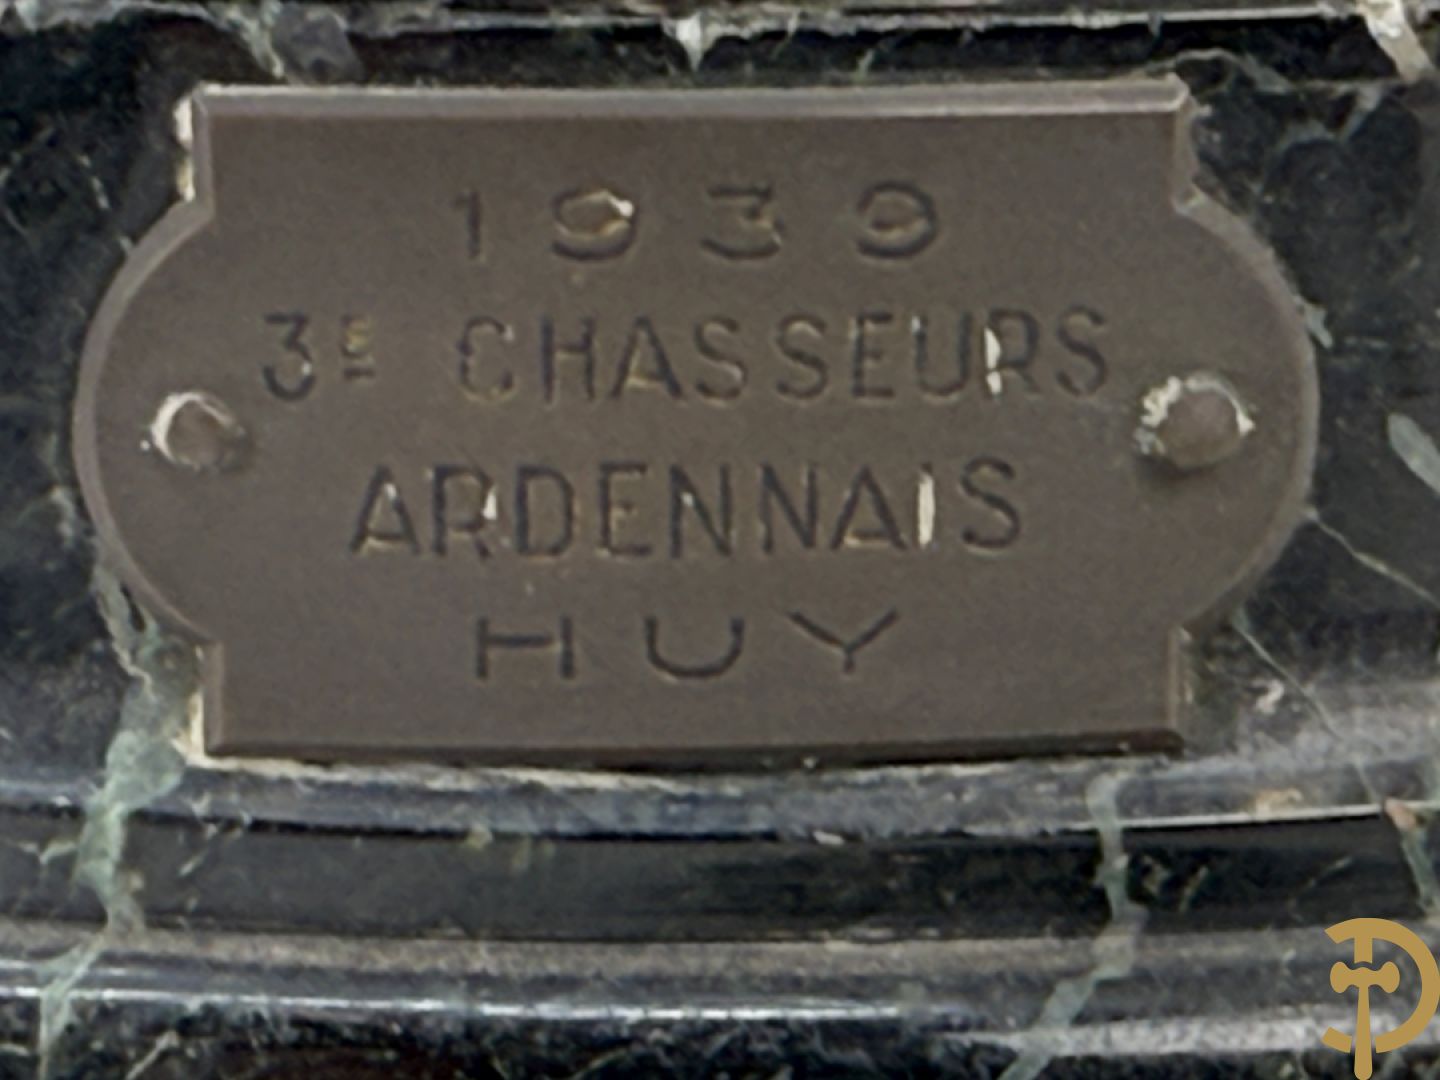 1939
3E CHASSEURS
ARDENNAIS
HUY